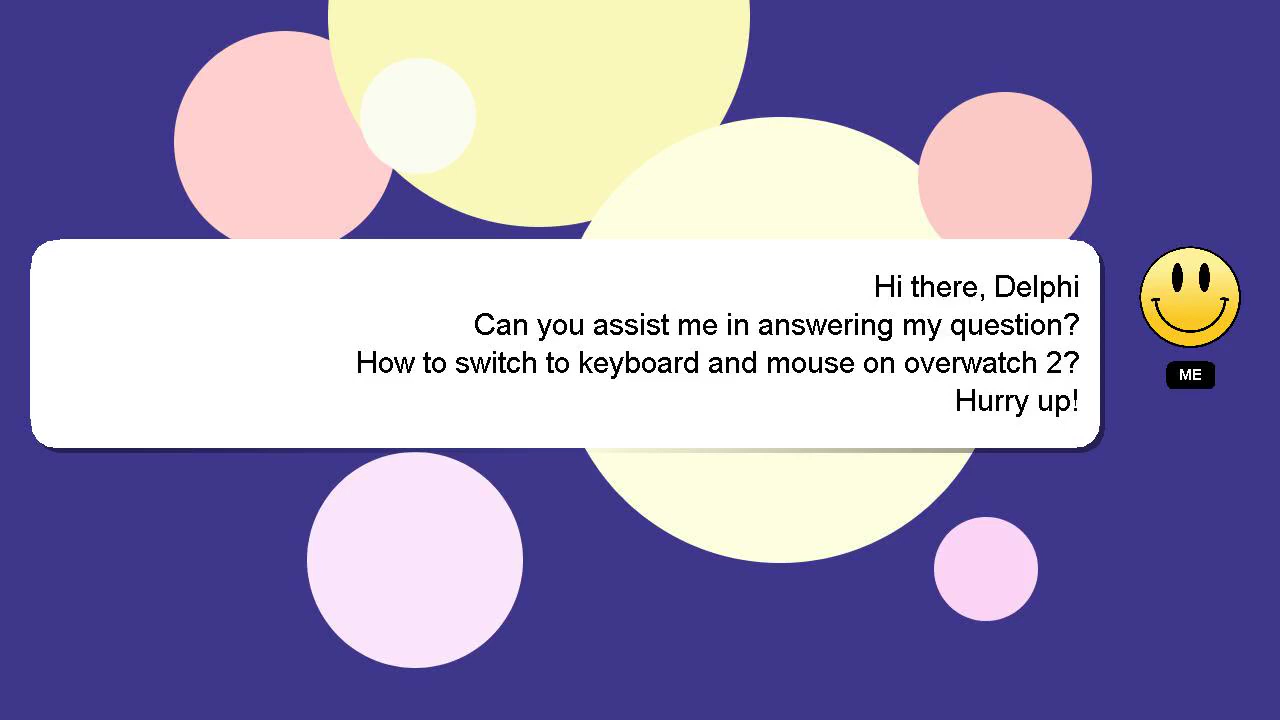 Hi there, Delphi
Can you assist me in answering my question?
How to switch to keyboard and mouse on overwatch 2?
Hurry up!
ME